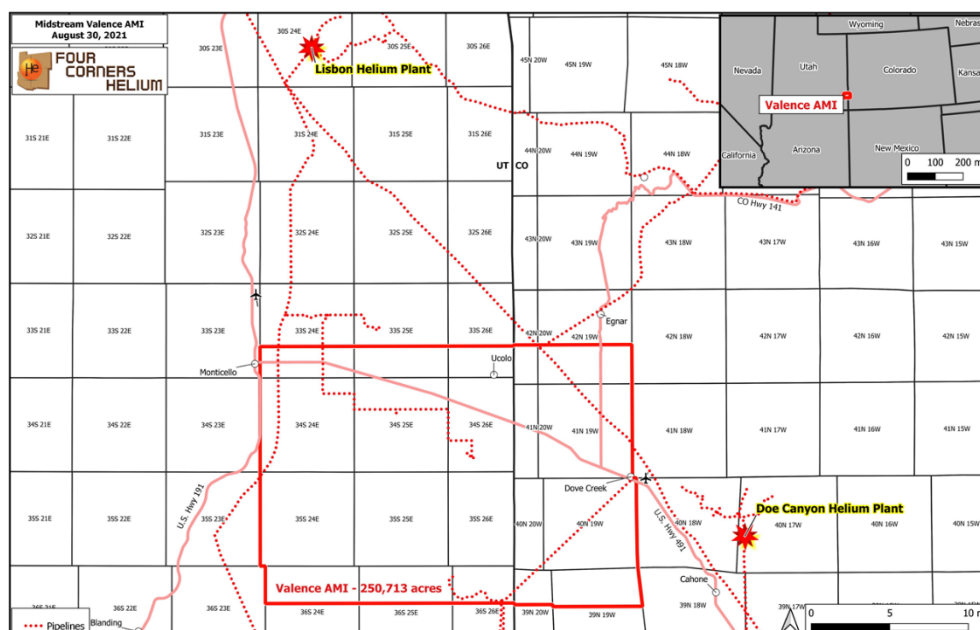 Midstream Valence AMI
August 30, 2021
He
FOUR
CORNERS
HELIUM
30S 23E
30S 24E
30S 25E
30S 26E
45N 20W
45N 19W
45N 18W
Lisbon Helium Plant
Wyoming
Nebras
Nevada
Utah
Colorado
Kansa
Valence AMI
California
Arizona
New Mexico
0 100 200 m
31S 21E
31S 22E
31S 23E
31S 24E
31S 25E
31S 26E
UT CO
44N 20W
44N 19W
44N 18W
CO Hwy 141
32S 21E
32S 22E
32S 23E
32S 24E
32S 25E
32S 26E
43N 20W
43N 19W
43N 18W
43N 17W
43N 16W
43N 15W
Egnar
33S 21E
33S 22E
33S 23E
33S 24E
33S 25E
33S 26E
42N 20W
42N 19W
42N 18W
42N 17W
42N 16W
42N 15W
Monticello
Ucolo
34S 21E
34S 22E
34S 23E
34S 24E
34S 25E
34S 26E
41N 20W
41N 19W
41N 18W
41N 17W
41N 16W
41N 15W
Dove Creek
U.S. Hwy 191
U.S. Hwy 491
Doe Canyon Helium Plant
35S 21E
35S 22E
35S 23E
35S 24E
35S 25E
35S 26E
40N 20W
40N 19W
40N 18W
40N 17W
40N 16W
40N 15W
Cahone
Valence AMI - 250,713 acres
36S 21E
36S 22E
36S 23E
36S 24E
36S 25E
36S 26E
39N 20W
39N 19W
39N 18W
39N 17W
Pipelines
Blanding
0 5 10 m